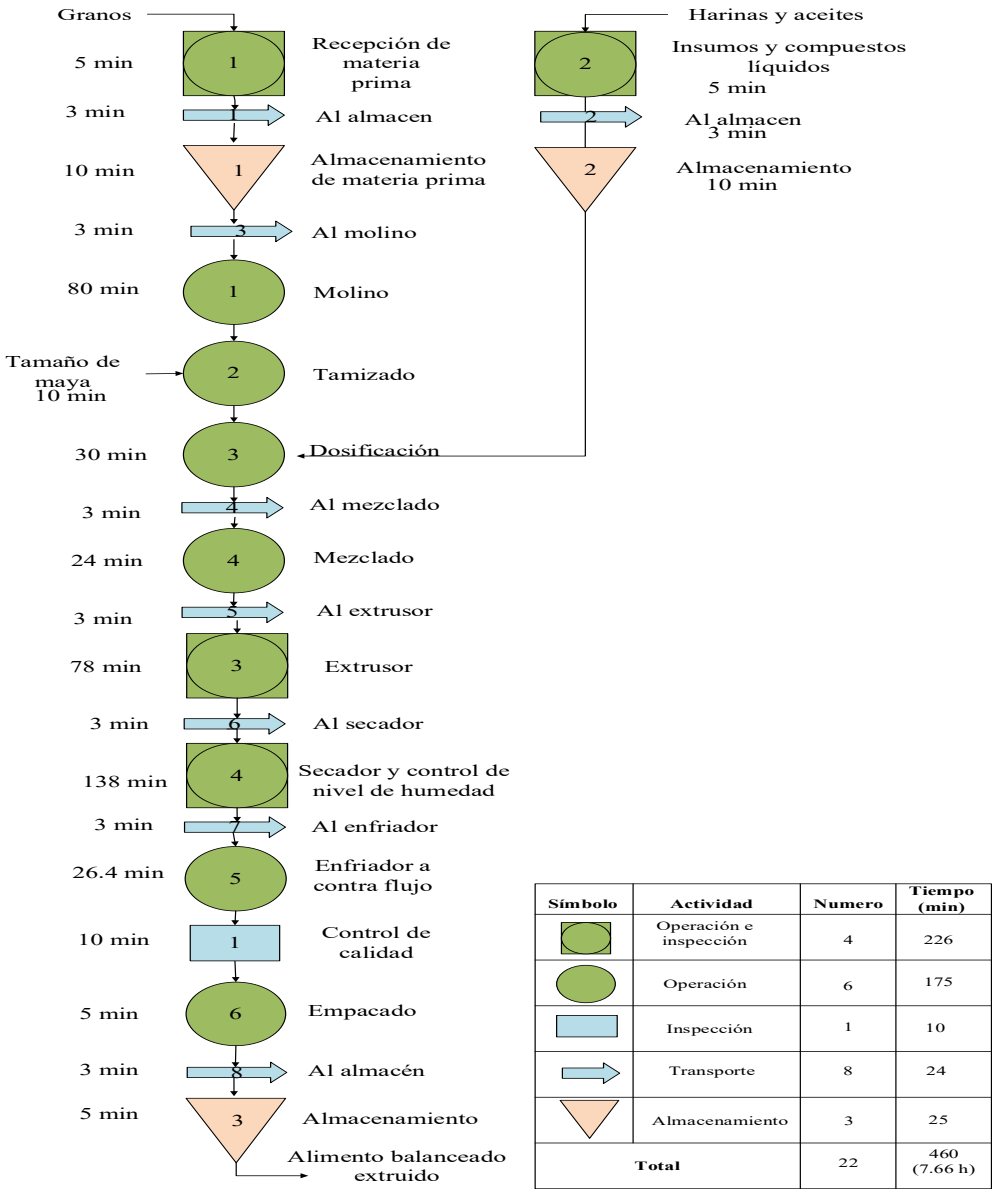 Granos
5 min
1
Recepción de
materia
prima
3 min
1
Al almacen
10 min
1
Almacenamiento
de materia prima
3 min
3
Al molino
80 min
1
Molino
Tamaño de
maya
10 min
2
Tamizado
30 min
3
Dosificación
3 min
4
Al mezclado
24 min
4
Mezclado
3 min
5
Al extrusor
78 min
3
Extrusor
3 min
6
Al secador
138 min
4
Secador y control de
nivel de humedad
3 min
7
Al enfriador
26.4 min
5
Enfriador a
contra flujo
10 min
1
Control de
calidad
5 min
6
Empacado
3 min
8
Al almacén
5 min
3
Almacenamiento
Alimento balanceado
extruido
Harinas y aceites
2
Insumos y compuestos
líquidos
5 min
2
Al almacen
3 min
2
Almacenamiento
10 min
Símbolo Actividad Numero Tiempo
(min)
Operación e
inspección 4 226
Operación 6 175
Inspección 1 10
Transporte 8 24
Almacenamiento 3 25
Total 22 460
(7.66 h)